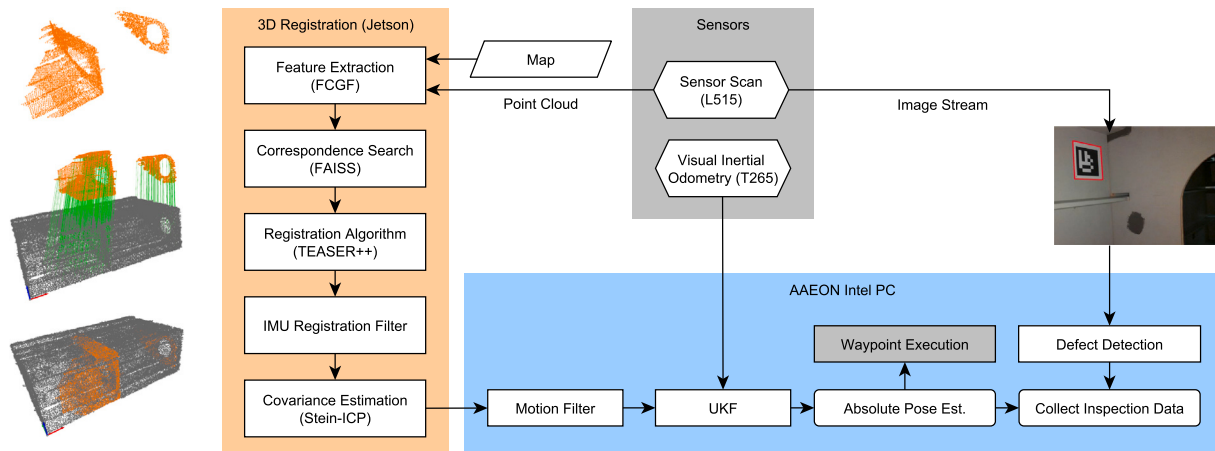 3D Registration (Jetson)
Feature Extraction
(FCGF)
Correspondence Search
(FAISS)
Registration Algorithm
(TEASER++)
IMU Registration Filter
Covariance Estimation
(Stein-ICP)
Map
Point Cloud
Sensors
Sensor Scan
(L515)
Visual Inertial
Odometry (T265)
Image Stream
AAEON Intel PC
Motion Filter
UKF
Waypoint Execution
Absolute Pose Est.
Defect Detection
Collect Inspection Data